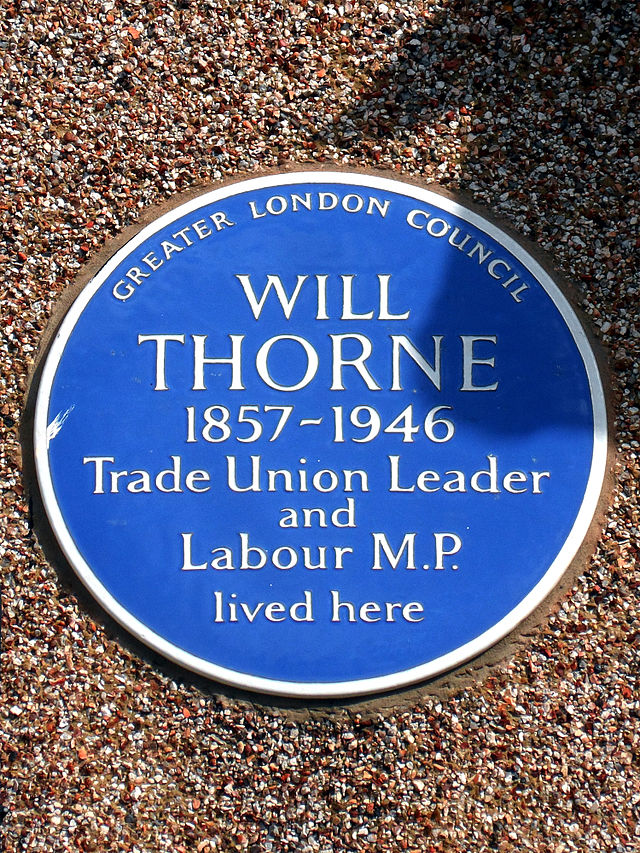 GREATER LONDON COUNCIL
WILL
THORNE
1857-1946
Trade Union Leader
and
Labour M.P.
lived here